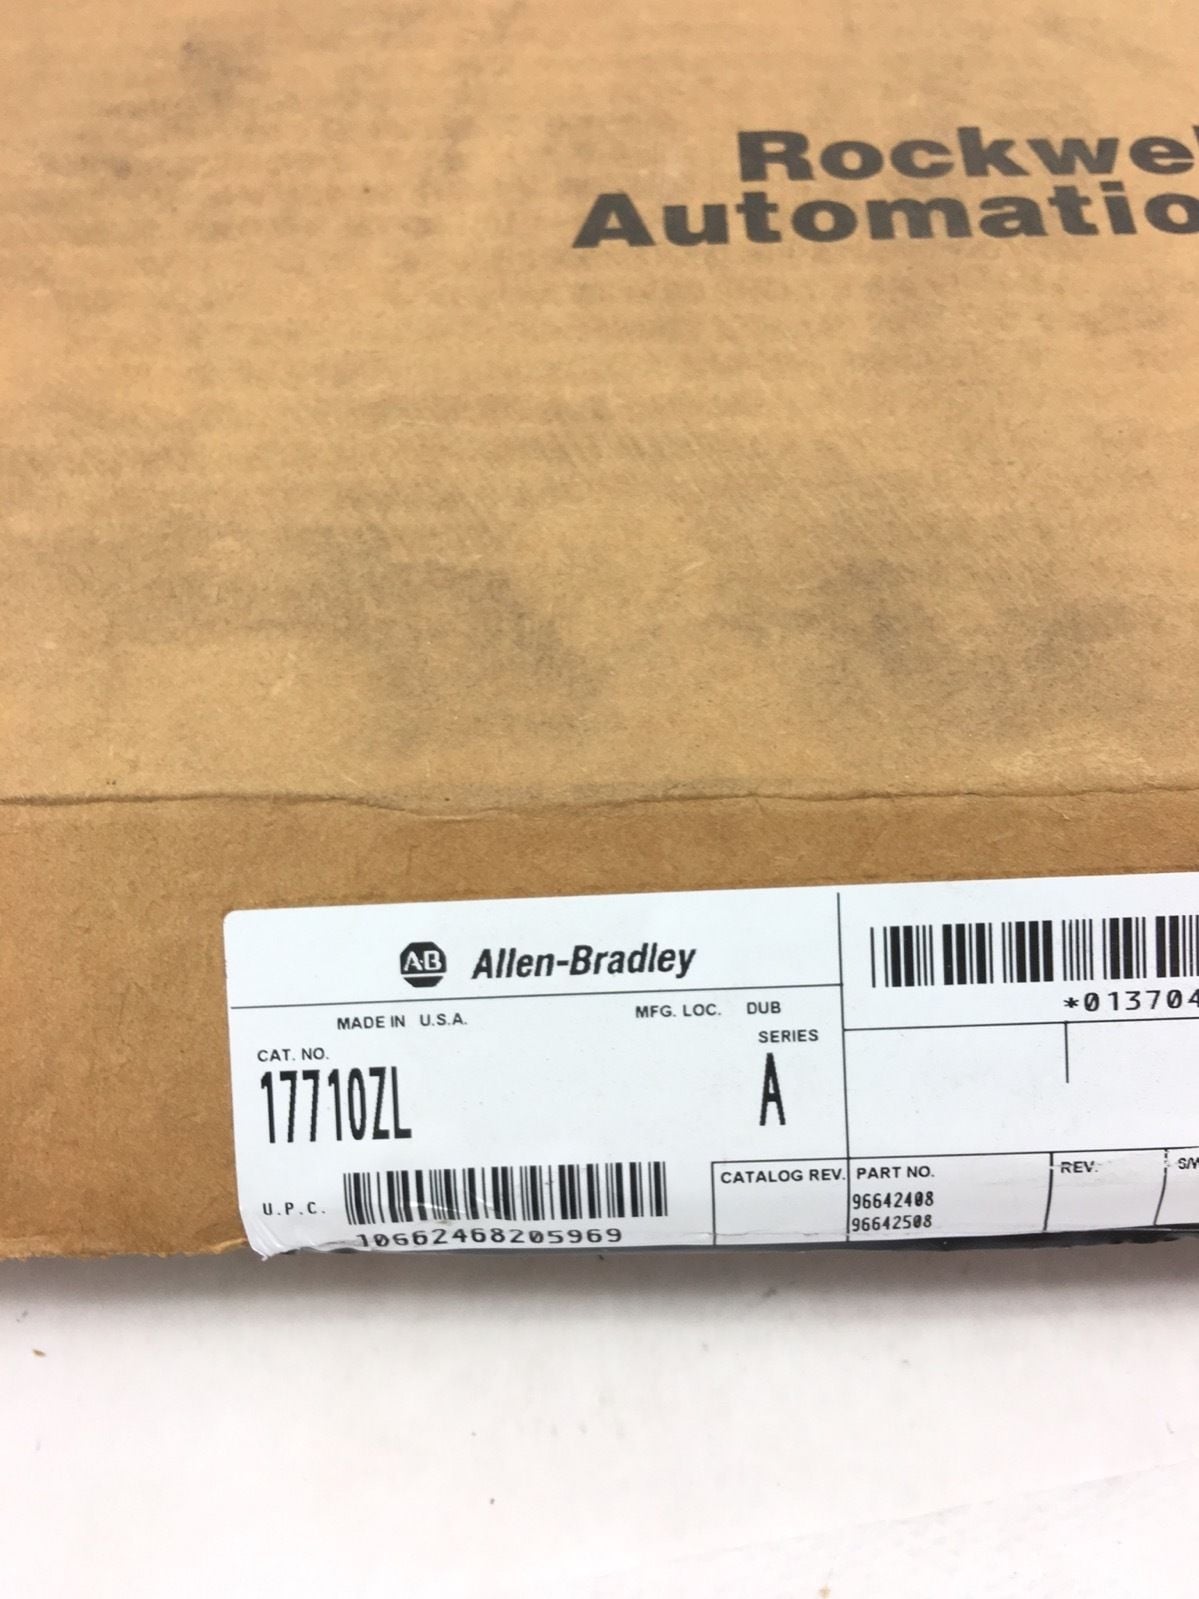 Rockwel
Automatio
A-B Allen-Bradley
MADE IN U.S.A. MFG. LOC. DUB
SERIES
CAT. NO.
17710ZL A
U.P.C.
10662468205969
*013704
CATALOG REV. PART NO. REV. S/W
96642408
96642508